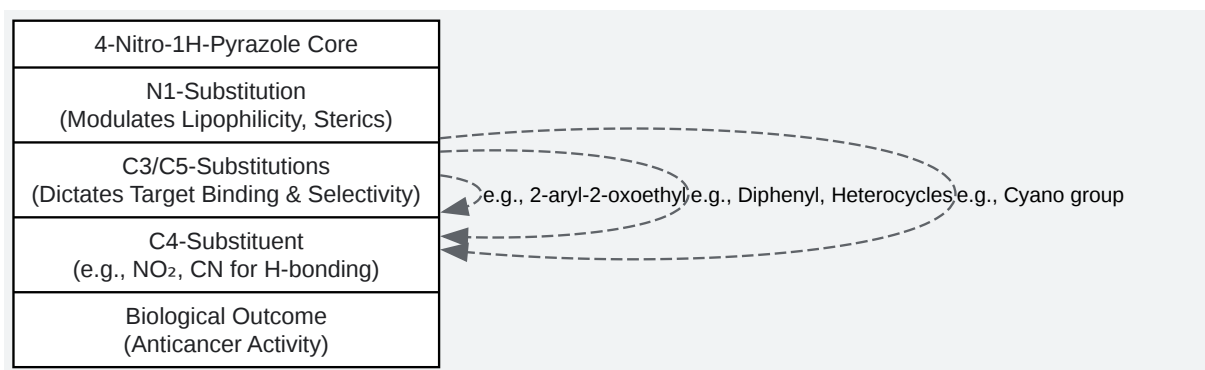 4-Nitro-1H-Pyrazole Core
N1-Substitution
(Modulates Lipophilicity, Sterics)
C3/C5-Substitutions
(Dictates Target Binding & Selectivity)
e.g., 2-aryl-2-oxoethyl
e.g., Diphenyl, Heterocycles
e.g., Cyano group
C4-Substituent
(e.g., NO₂, CN for H-bonding)
Biological Outcome
(Anticancer Activity)